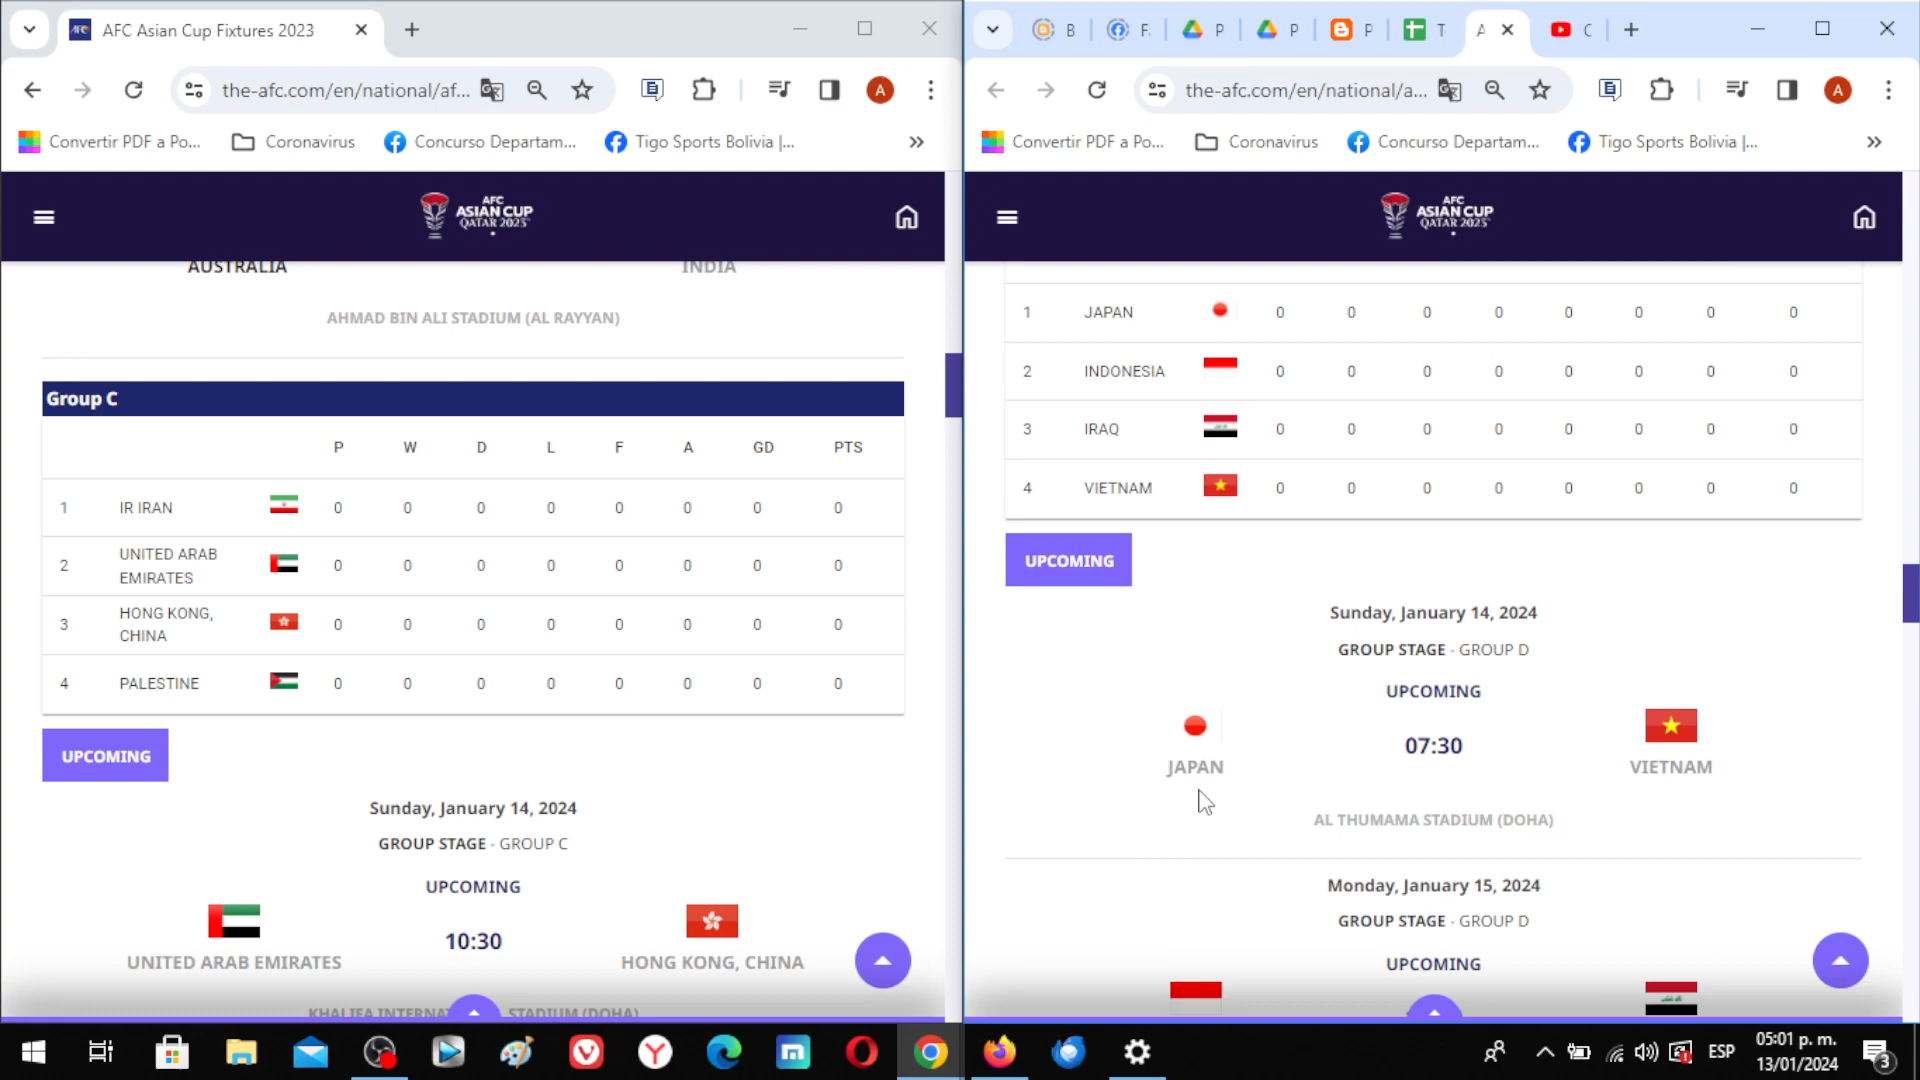 AFC Asian Cup Fixtures 2023
the-afc.com/en/national/af...
A
Convertir PDF a Po...
Coronavirus
Concurso Departam...
Tigo Sports Bolivia |...
AFC
ASIAN CUP
QATAR 2023
AUSTRALIA
INDIA
AHMAD BIN ALI STADIUM (AL RAYYAN)
Group C
P W D L F A GD PTS
1 IR IRAN 0 0 0 0 0 0 0 0
2 UNITED ARAB EMIRATES 0 0 0 0 0 0 0 0
3 HONG KONG, CHINA 0 0 0 0 0 0 0 0
4 PALESTINE 0 0 0 0 0 0 0 0
UPCOMING
Sunday, January 14, 2024
GROUP STAGE - GROUP C
UPCOMING
10:30
UNITED ARAB EMIRATES
HONG KONG, CHINA
KHALIFA INTERNA
STADIUM (DOHA)
B F P P P T A C
the-afc.com/en/national/a...
A
Convertir PDF a Po...
Coronavirus
Concurso Departam...
Tigo Sports Bolivia |...
AFC
ASIAN CUP
QATAR 2023
1 JAPAN 0 0 0 0 0 0 0 0
2 INDONESIA 0 0 0 0 0 0 0 0
3 IRAQ 0 0 0 0 0 0 0 0
4 VIETNAM 0 0 0 0 0 0 0 0
UPCOMING
Sunday, January 14, 2024
GROUP STAGE - GROUP D
UPCOMING
07:30
JAPAN
VIETNAM
AL THUMAMA STADIUM (DOHA)
Monday, January 15, 2024
GROUP STAGE - GROUP D
UPCOMING
ESP
05:01 p. m.
13/01/2024
3